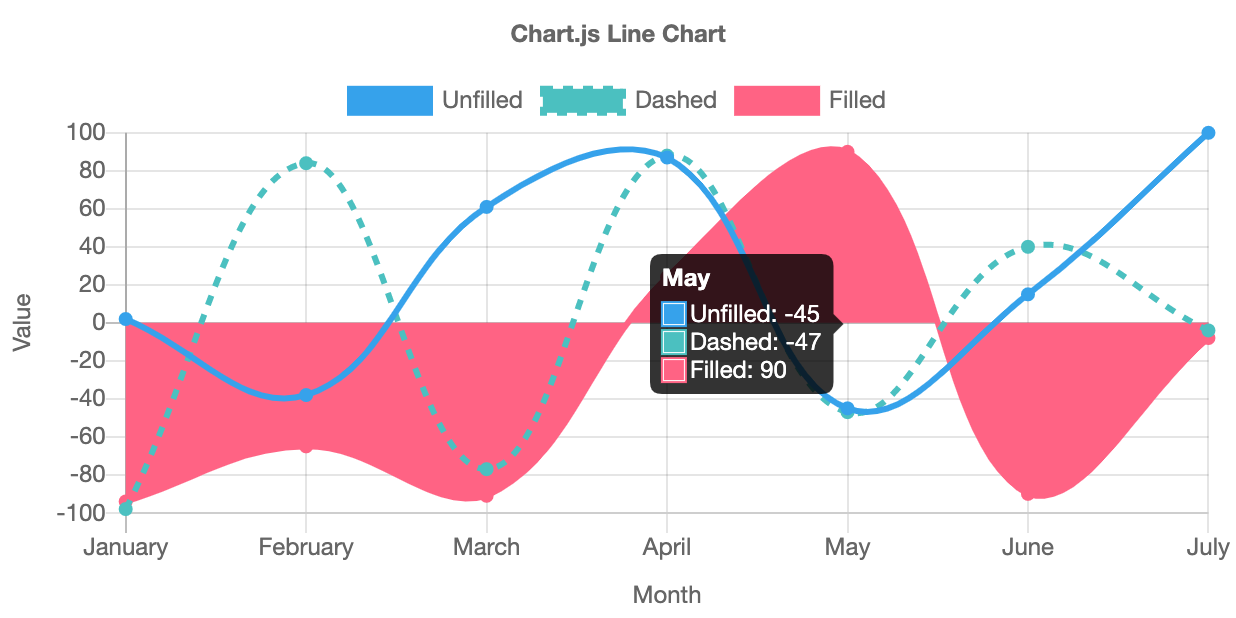 Chart.js Line Chart
Unfilled Dashed Filled
100
80
60
40
20
0
-20
-40
-60
-80
-100
Value
May
Unfilled: -45
Dashed: -47
Filled: 90
January February March April May June July
Month